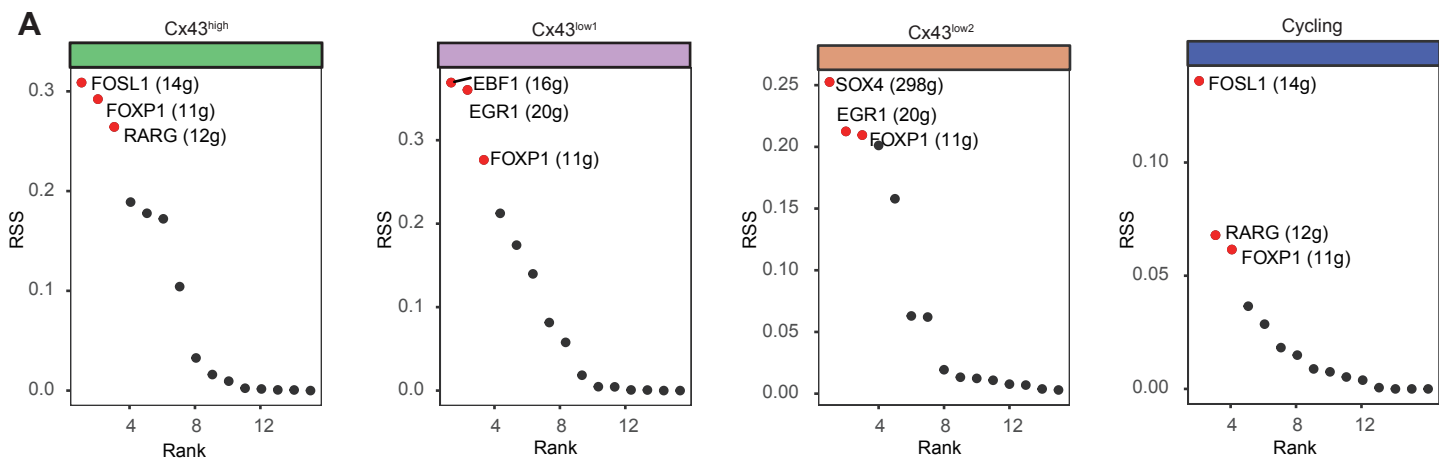 A
Cx43high
0.3
0.2
0.1
0.0
RSS
FOSL1 (14g)
FOXP1 (11g)
RARG (12g)
4
8
12
Rank
Cx43low1
0.3
0.2
0.1
0.0
RSS
EBF1 (16g)
EGR1 (20g)
FOXP1 (11g)
4
8
12
Rank
Cx43low2
0.25
0.20
0.15
0.10
0.05
0.00
RSS
SOX4 (298g)
EGR1 (20g)
FOXP1 (11g)
4
8
12
Rank
Cycling
0.10
0.05
0.00
RSS
FOSL1 (14g)
RARG (12g)
FOXP1 (11g)
4
8
12
Rank